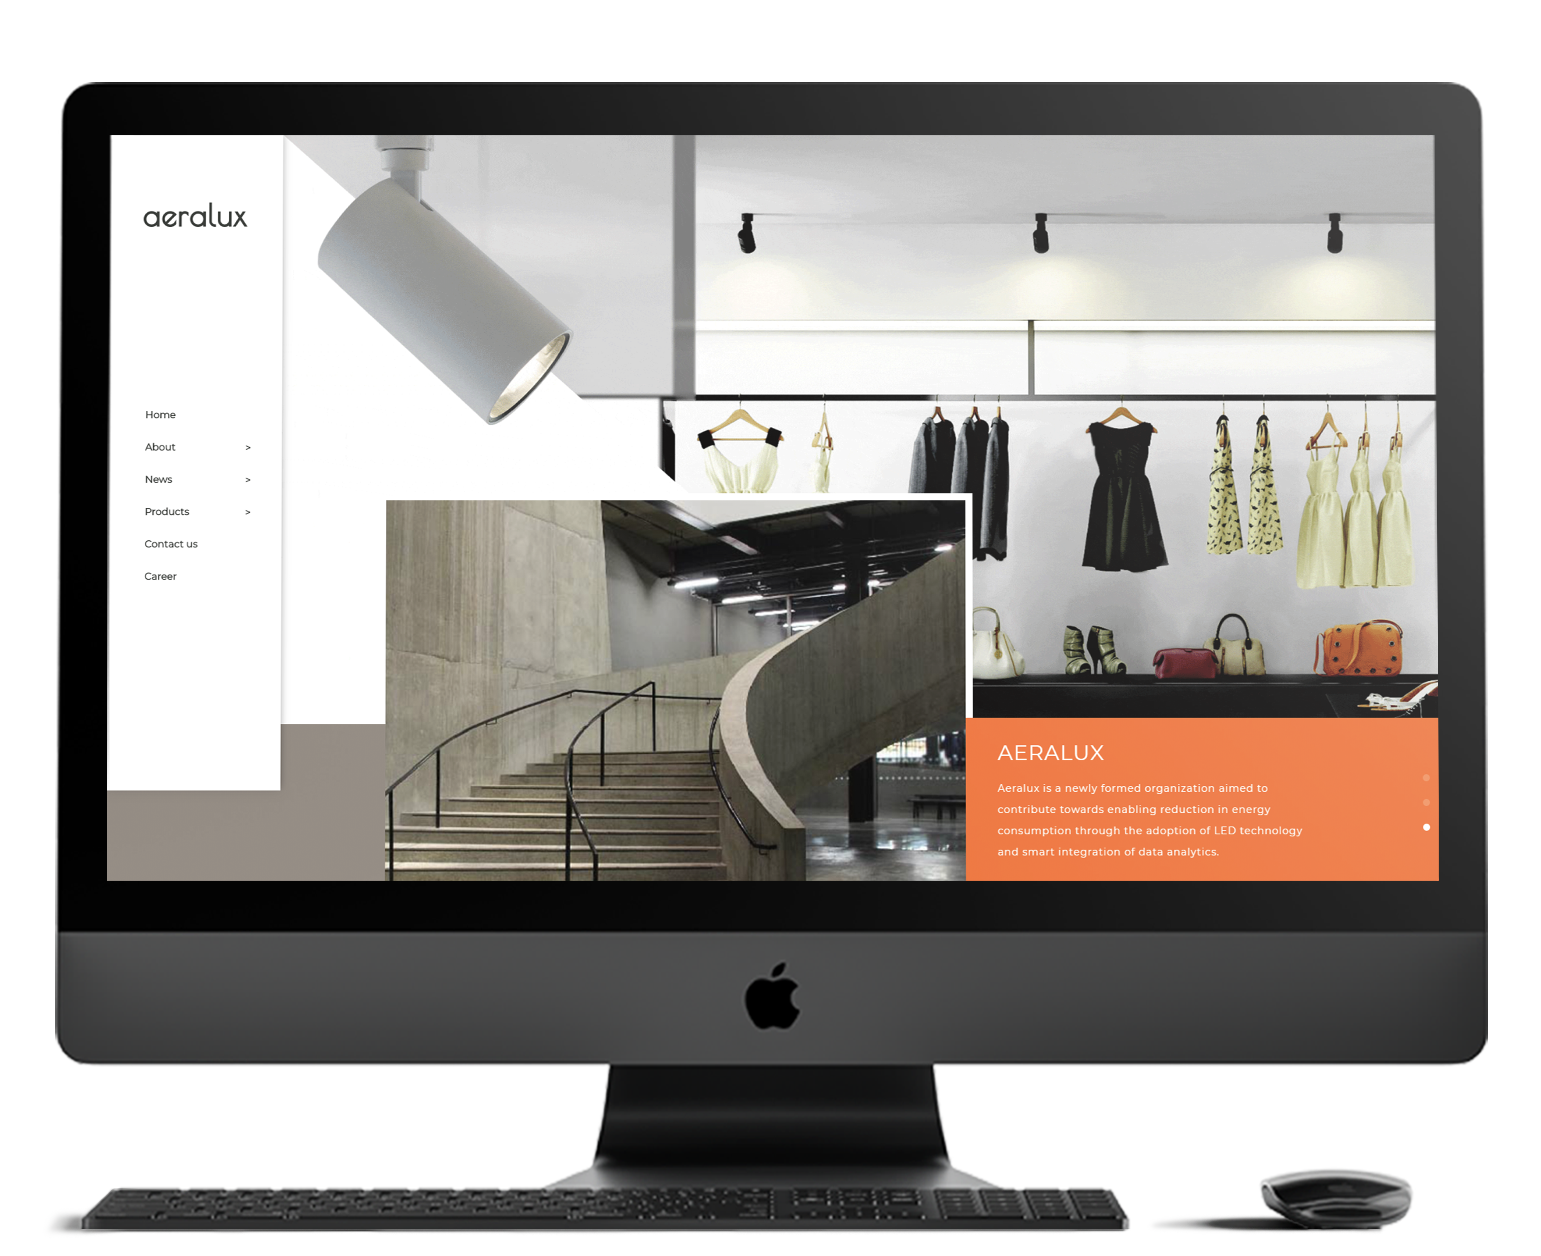 aeralux
Home
About >
News >
Products >
Contact us
Career
AERALUX
Aeralux is a newly formed organization aimed to
contribute towards enabling reduction in energy
consumption through the adoption of LED technology
and smart integration of data analytics.